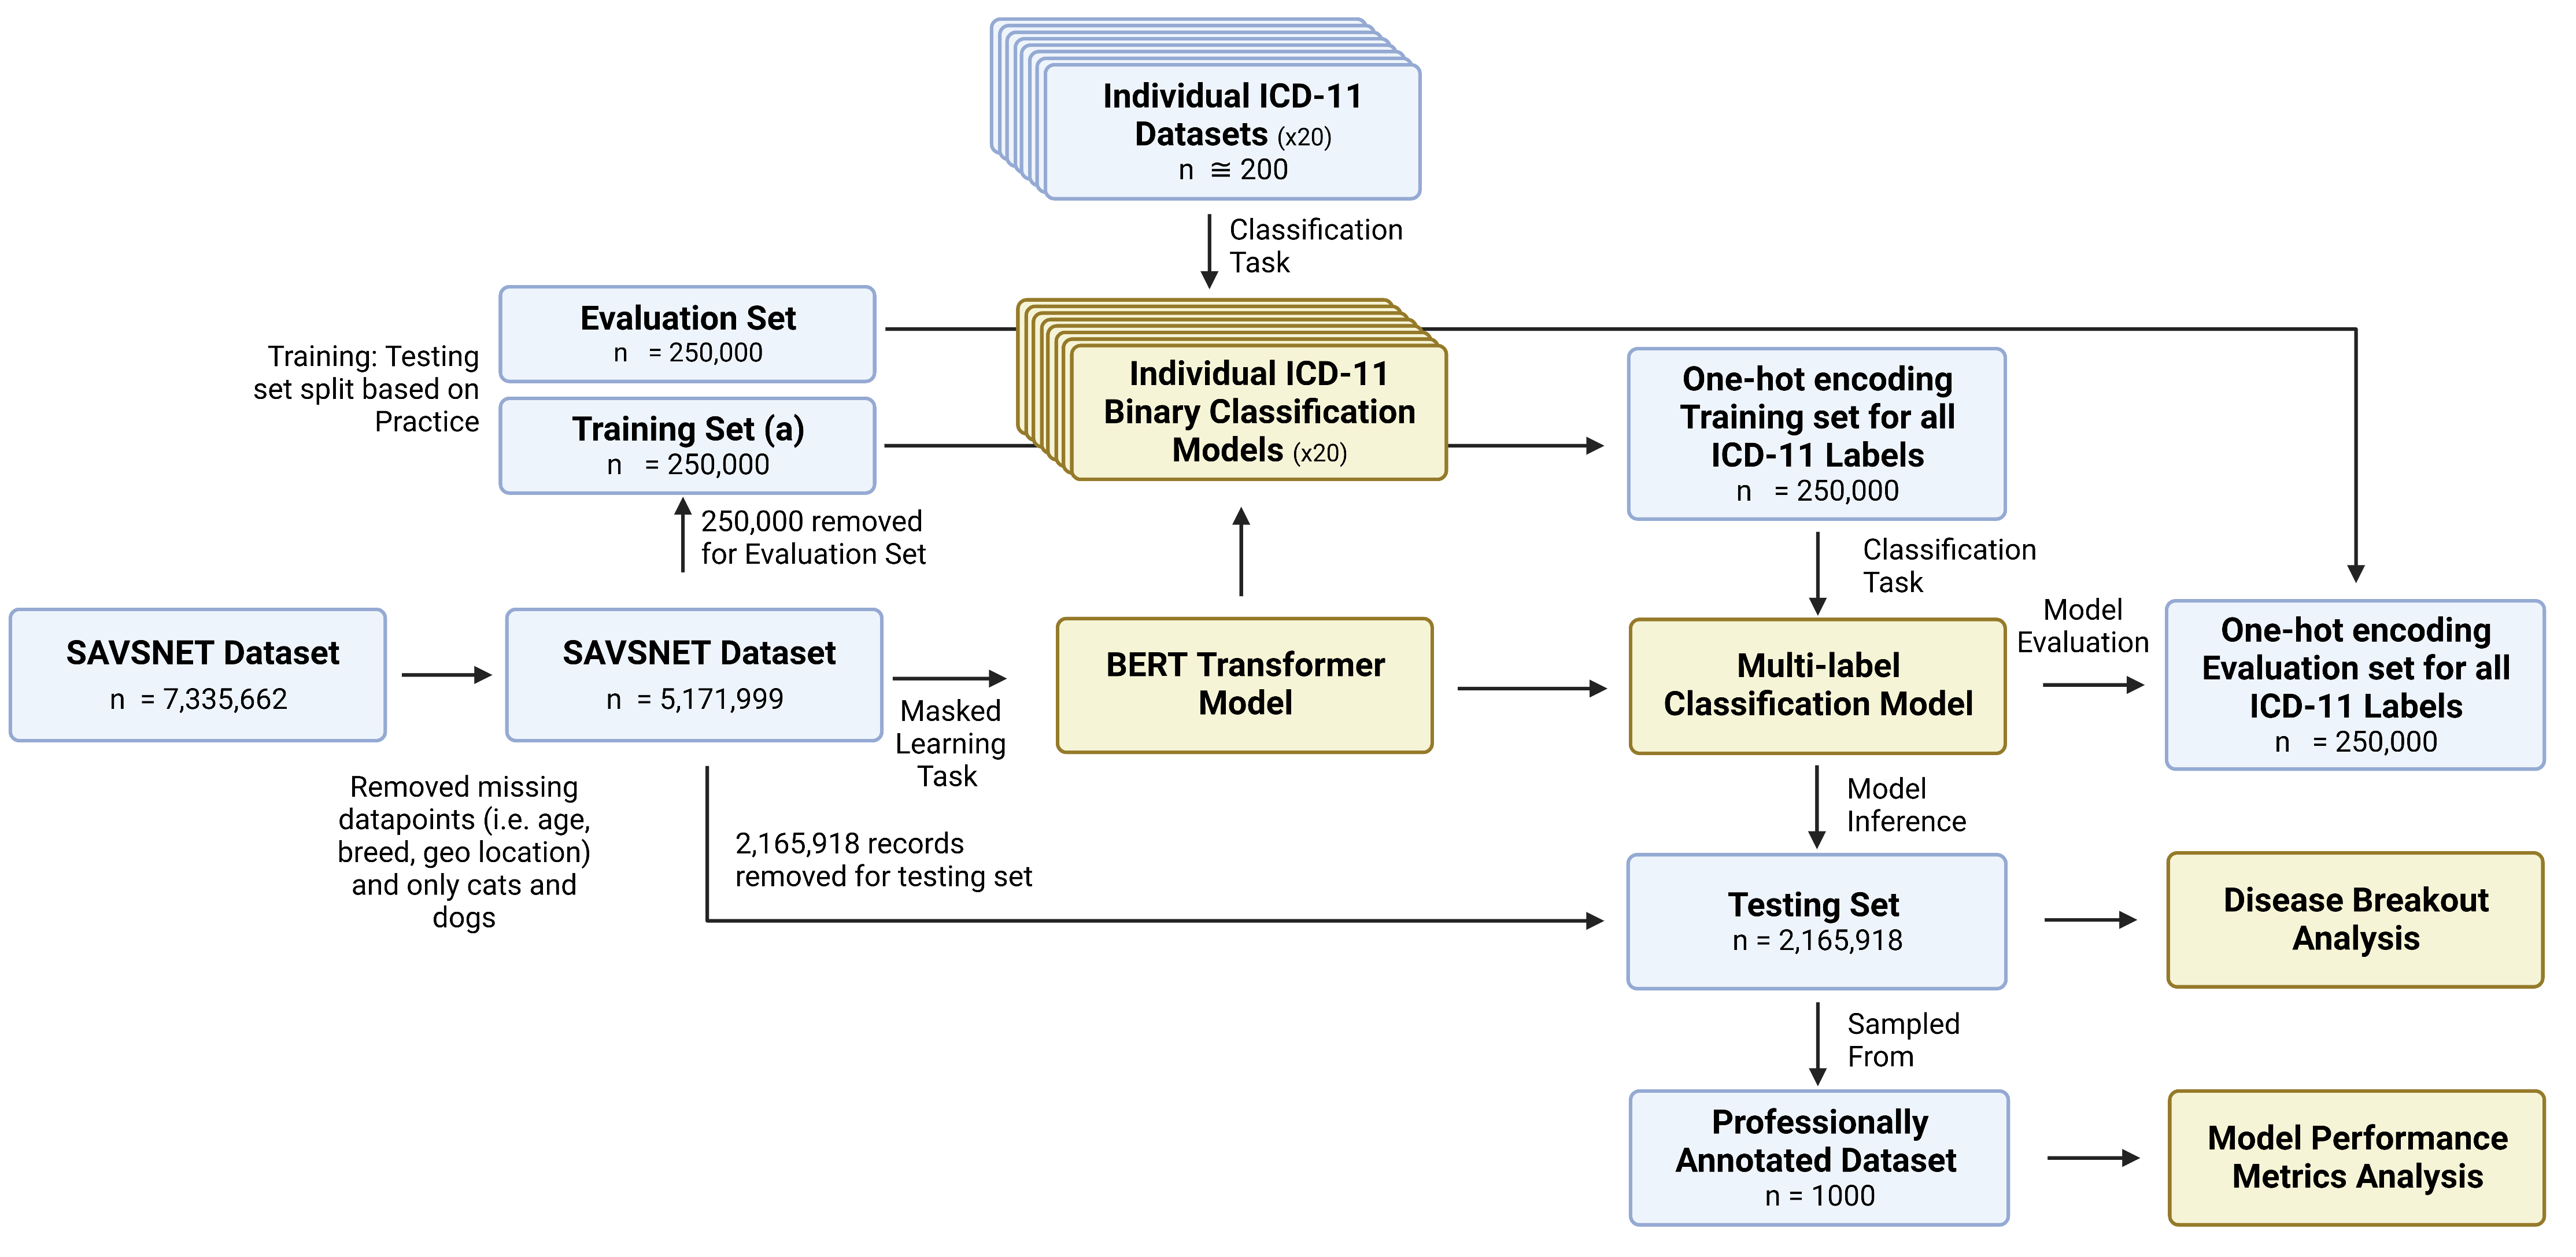 Individual ICD-11
Datasets (x20)
n ≅ 200
Classification
Task
Evaluation Set
n = 250,000
Training: Testing
set split based on
Practice
Training Set (a)
n = 250,000
Individual ICD-11
Binary Classification
Models (x20)
One-hot encoding
Training set for all
ICD-11 Labels
n = 250,000
250,000 removed
for Evaluation Set
Classification
Task
SAVSNET Dataset
n = 7,335,662
SAVSNET Dataset
n = 5,171,999
Masked
Learning
Task
BERT Transformer
Model
Multi-label
Classification Model
Model
Evaluation
One-hot encoding
Evaluation set for all
ICD-11 Labels
n = 250,000
Removed missing
datapoints (i.e. age,
breed, geo location)
and only cats and
dogs
2,165,918 records
removed for testing set
Model
Inference
Testing Set
n = 2,165,918
Disease Breakout
Analysis
Sampled
From
Professionally
Annotated Dataset
n = 1000
Model Performance
Metrics Analysis